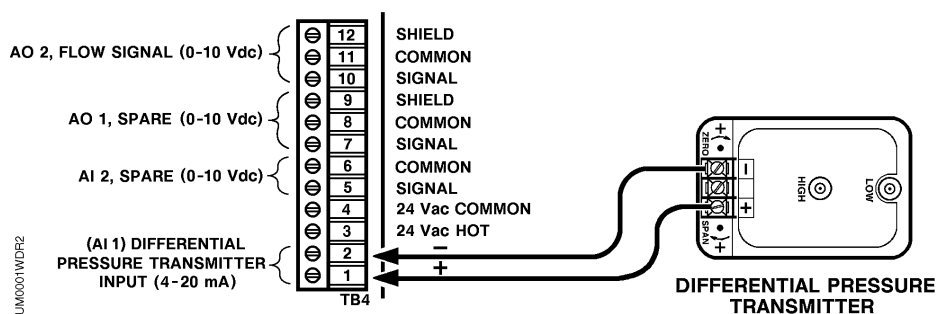 AO 2, FLOW SIGNAL (0-10 Vdc)
12 SHIELD
11 COMMON
10 SIGNAL
AO 1, SPARE (0-10 Vdc)
9 SHIELD
8 COMMON
7 SIGNAL
AI 2, SPARE (0-10 Vdc)
6 COMMON
5 SIGNAL
4 24 Vac COMMON
3 24 Vac HOT
(AI 1) DIFFERENTIAL
PRESSURE TRANSMITTER
INPUT (4-20 mA)
2 −
1 +
TB4
ZERO +
−
+
SPAN +
HIGH
LOW
DIFFERENTIAL PRESSURE
TRANSMITTER
UM0001WDR2